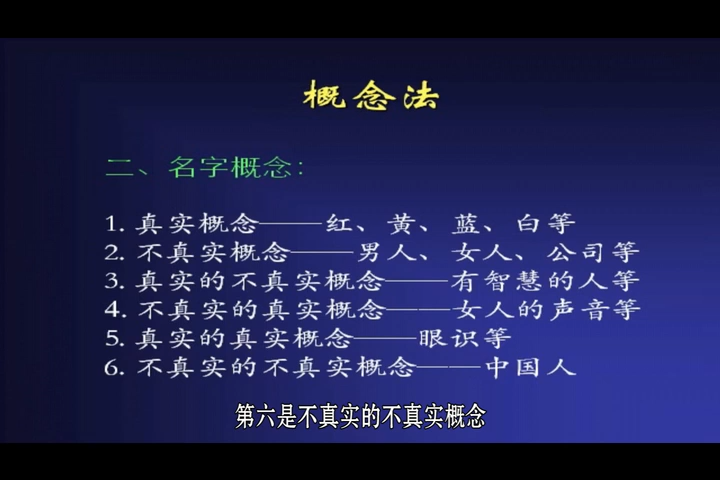 概念法
二、名字概念:
1. 真实概念——红、黄、蓝、白等
2. 不真实概念——男人、女人、公司等
3. 真实的不真实概念——有智慧的人等
4. 不真实的真实概念——女人的声音等
5. 真实的真实概念——眼识等
6. 不真实的不真实概念——中国人
第六是不真实的不真实概念